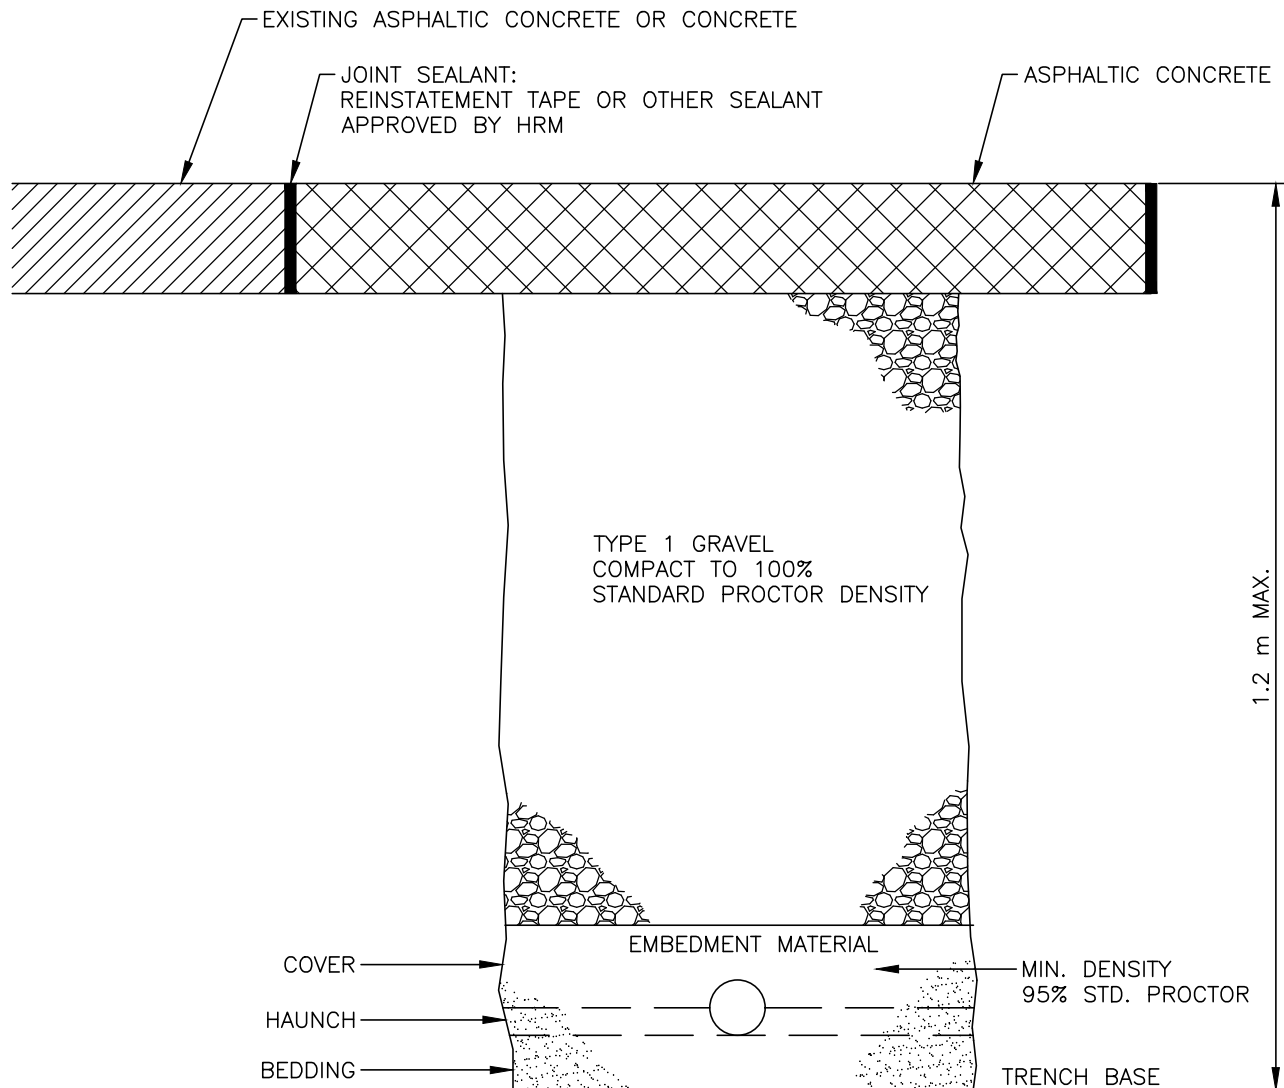 EXISTING ASPHALTIC CONCRETE OR CONCRETE
JOINT SEALANT:
REINSTATEMENT TAPE OR OTHER SEALANT
APPROVED BY HRM
ASPHALTIC CONCRETE
TYPE 1 GRAVEL
COMPACT TO 100%
STANDARD PROCTOR DENSITY
1.2 m MAX.
EMBEDMENT MATERIAL
COVER
MIN. DENSITY
95% STD. PROCTOR
HAUNCH
BEDDING
TRENCH BASE